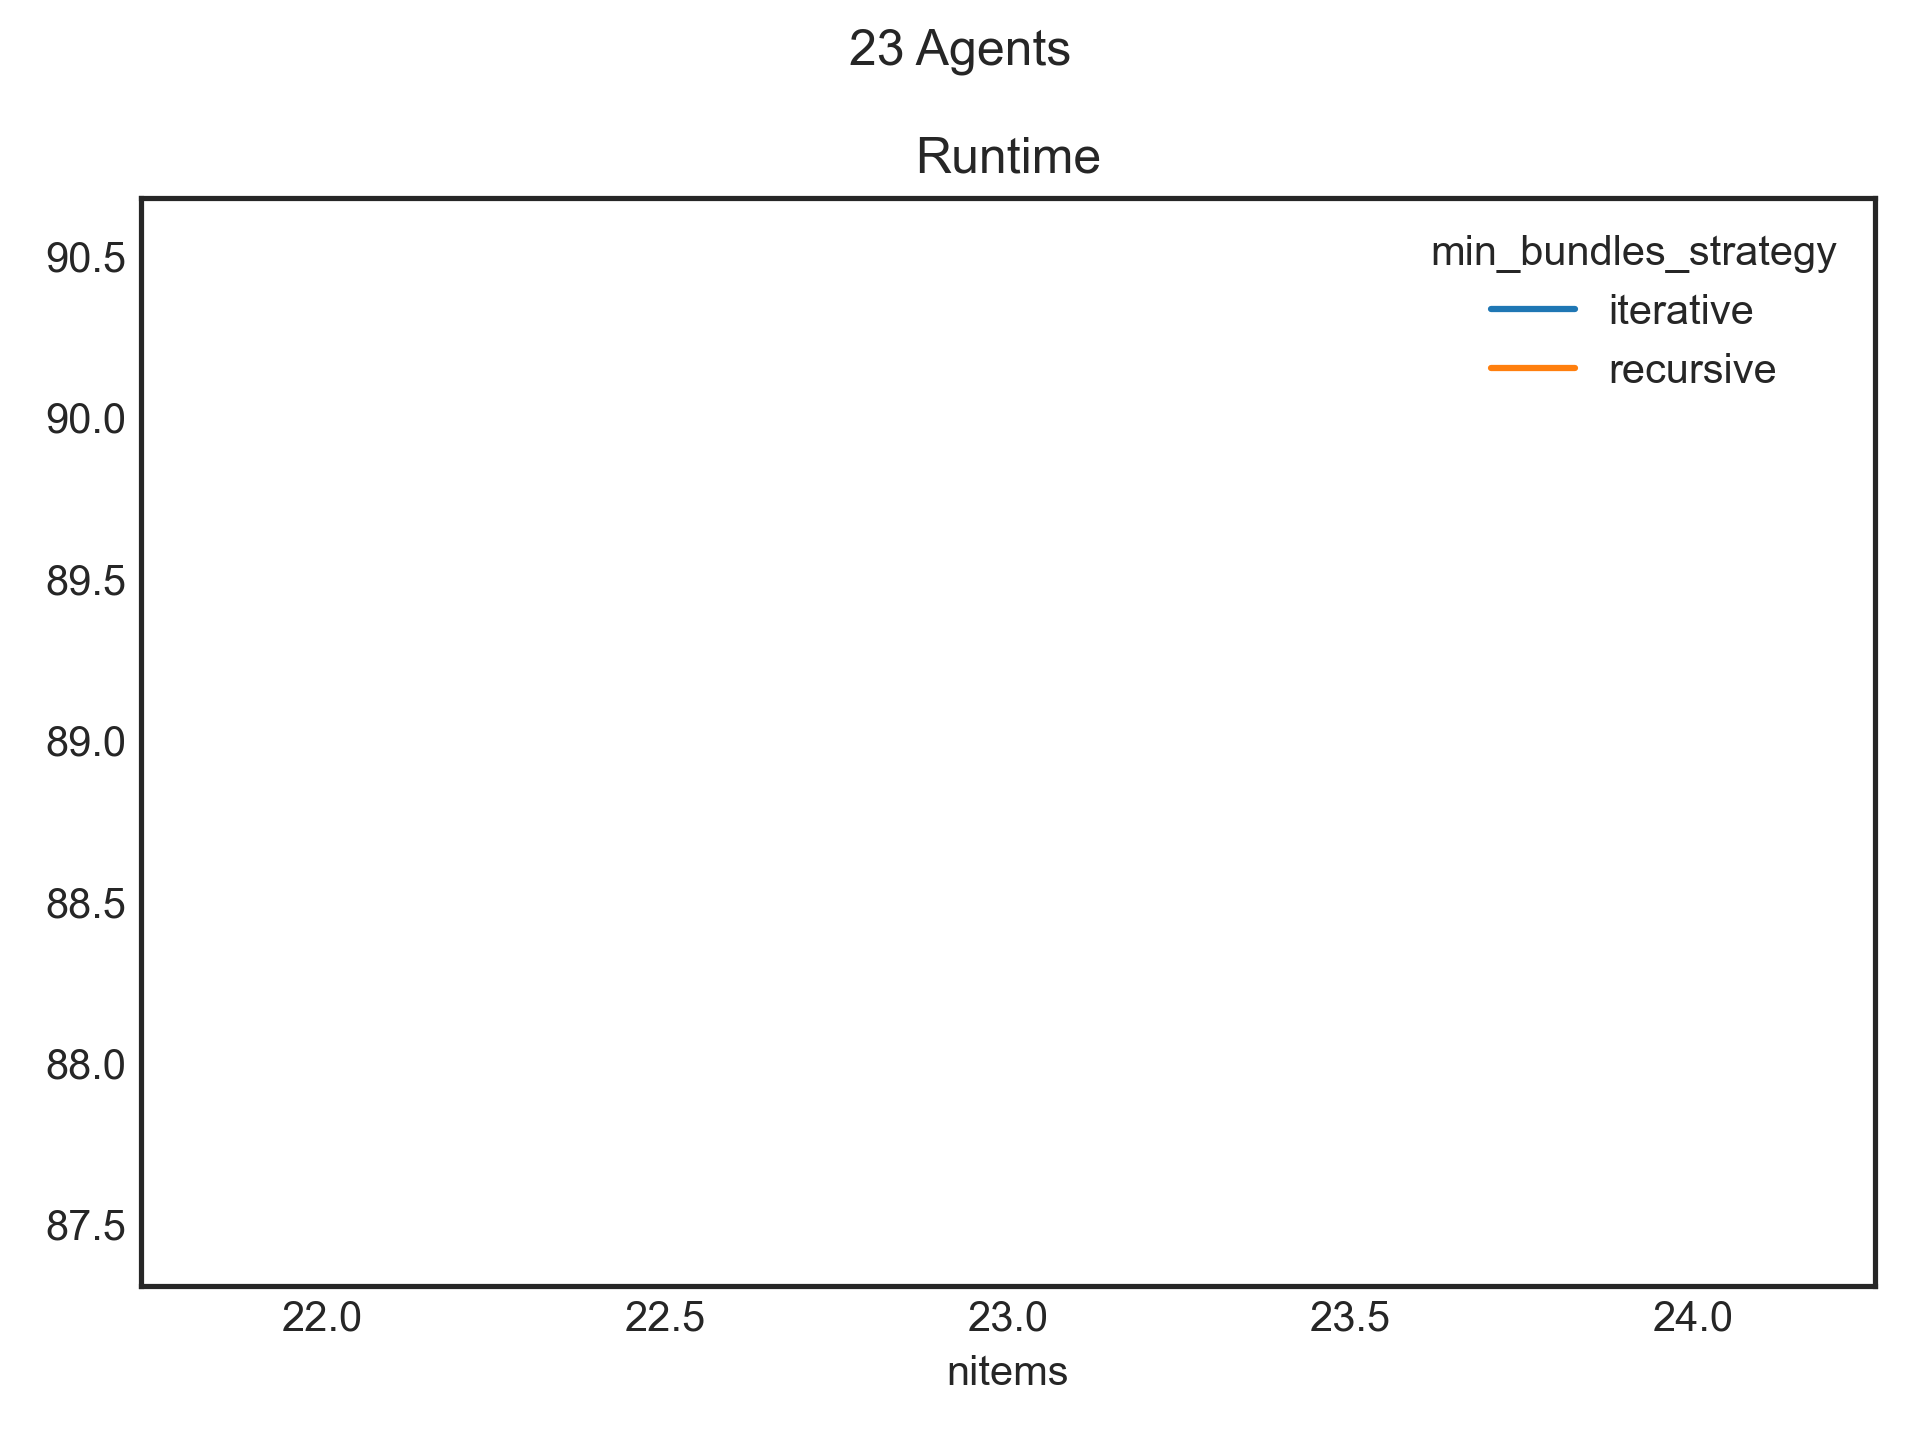 23 Agents
Runtime
min_bundles_strategy
iterative
recursive
90.5
90.0
89.5
89.0
88.5
88.0
87.5
22.0 22.5 23.0 23.5 24.0
nitems